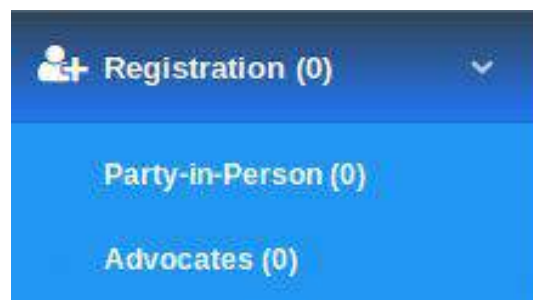 Registration (0)
Party-in-Person (0)
Advocates (0)